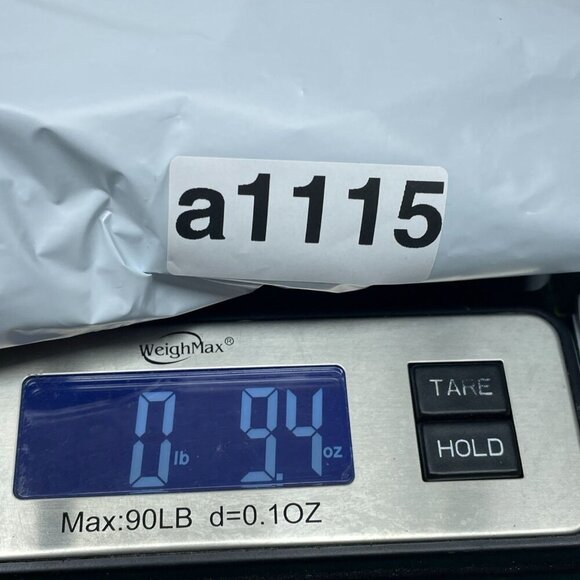 a1115
WeighMax®
0 lb 9.4 oz
TARE
HOLD
Max:90LB d=0.1OZ